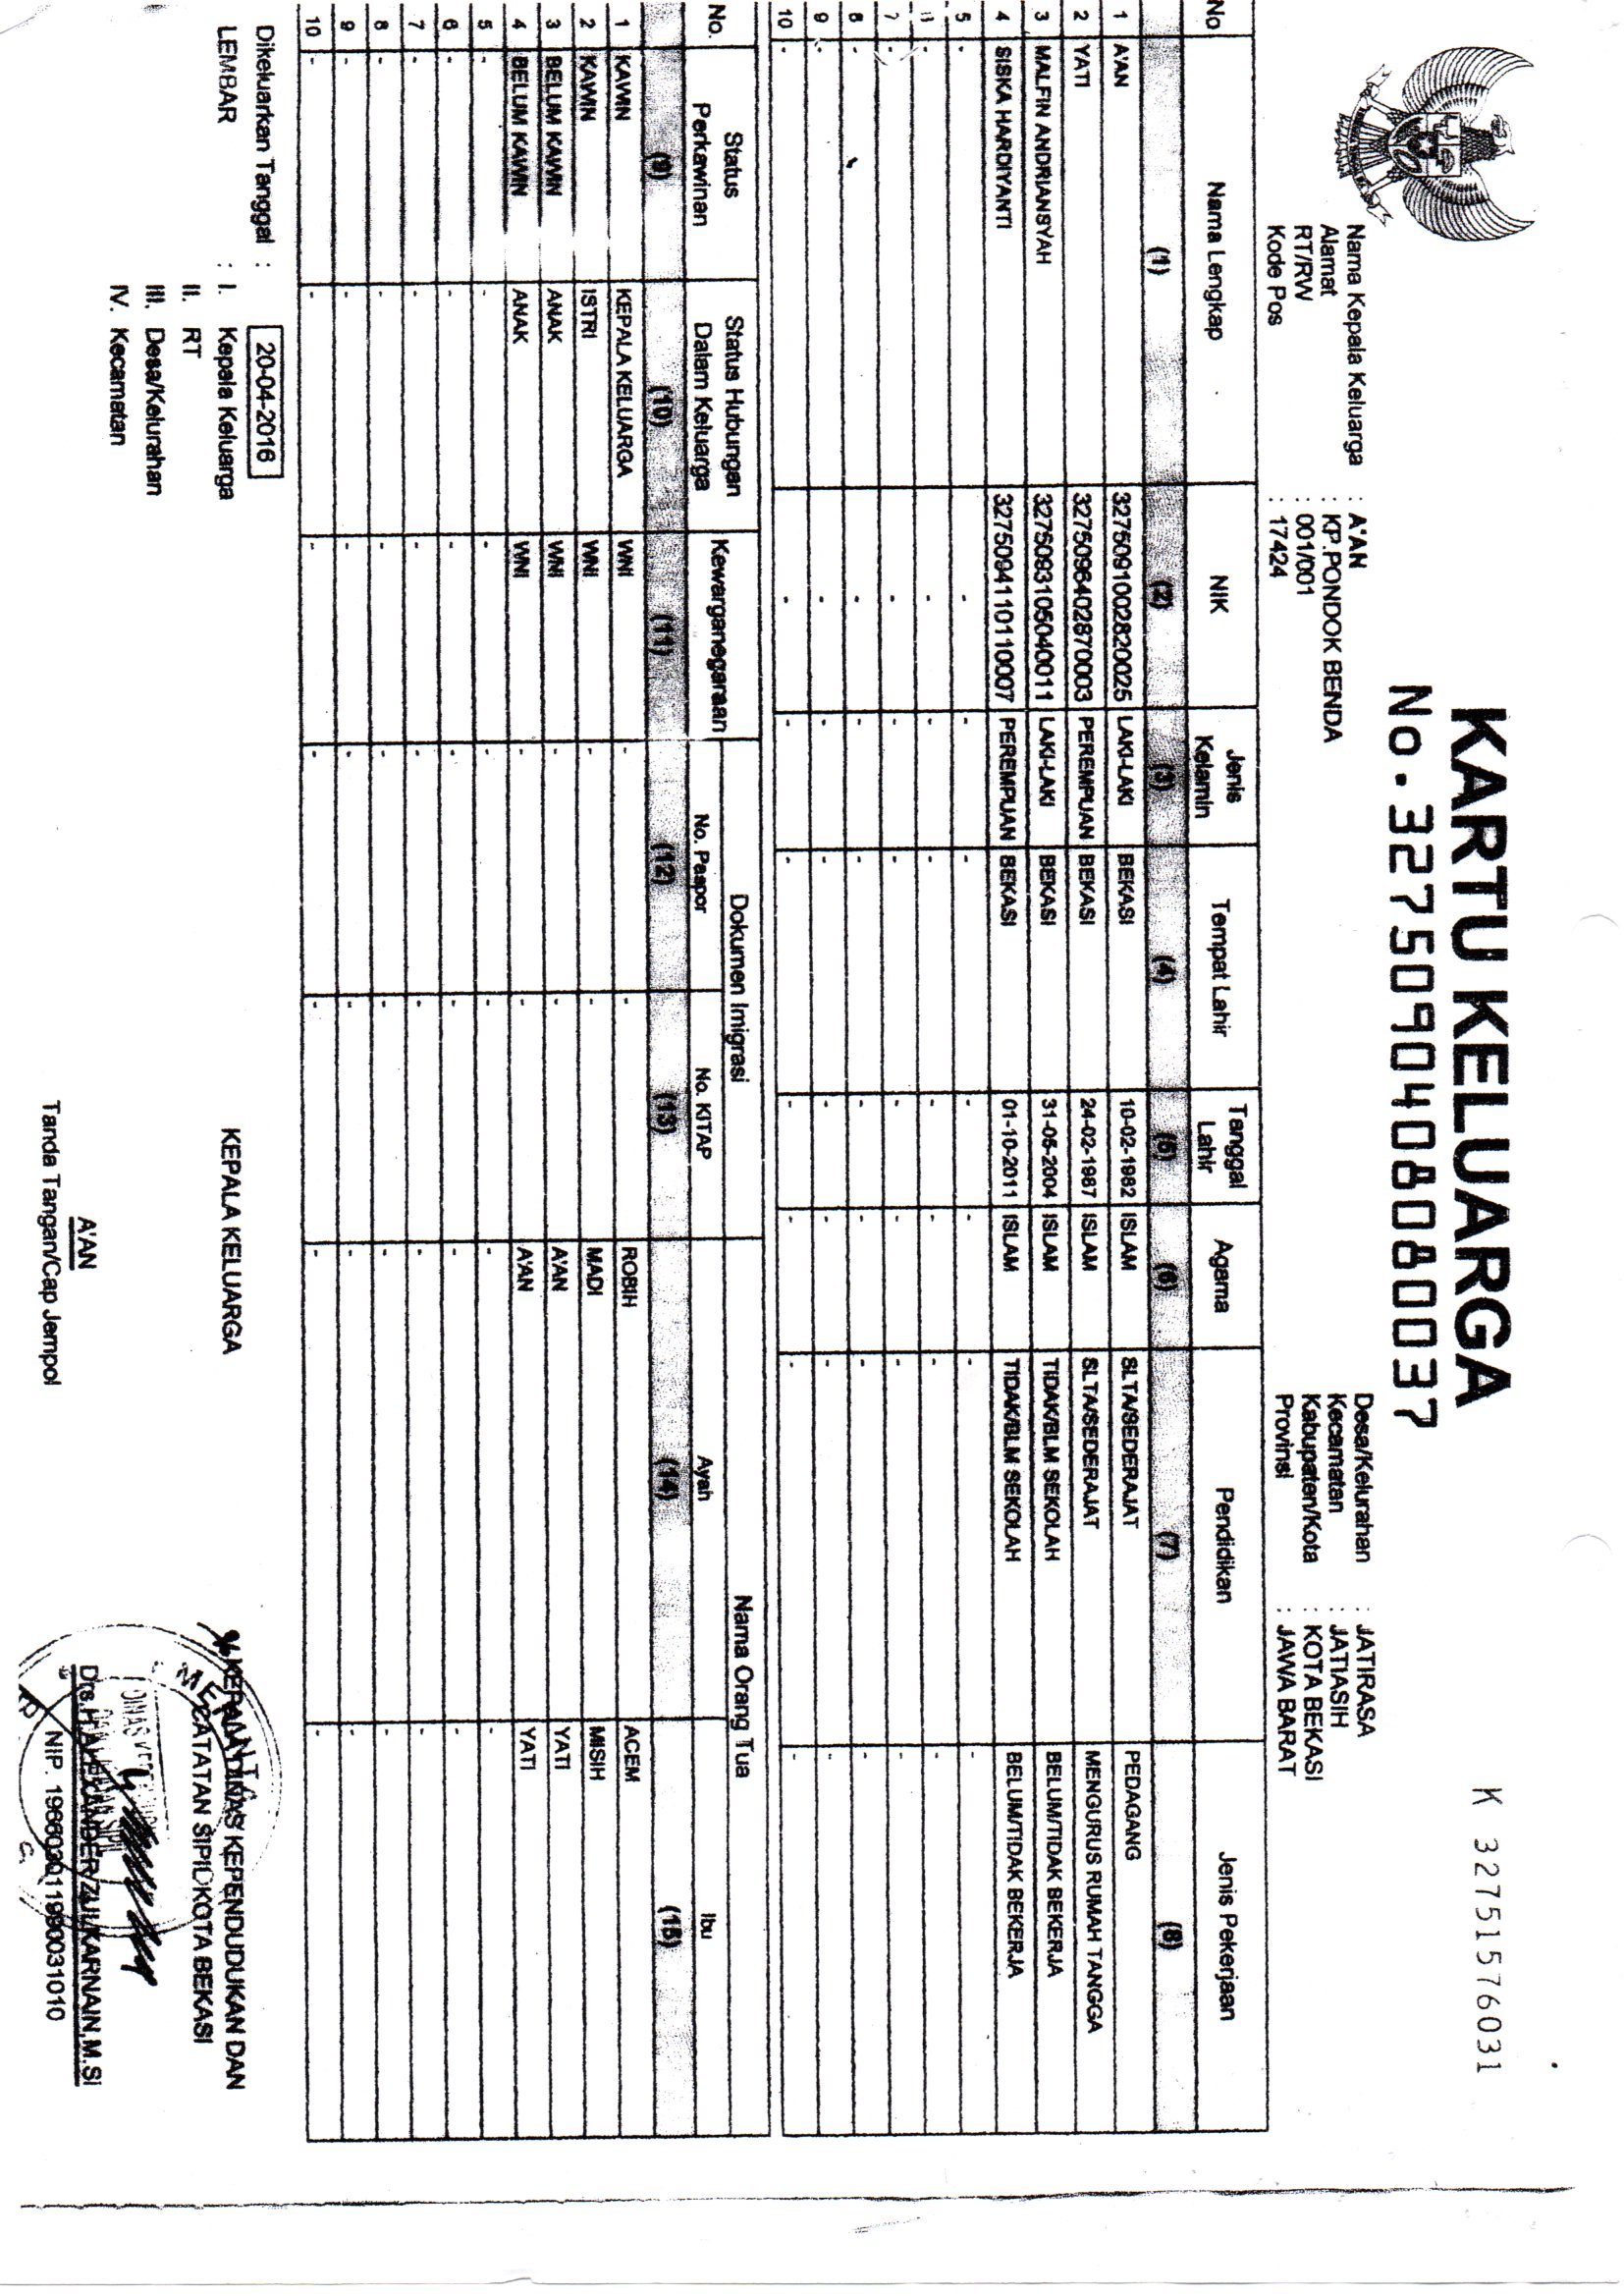 KARTU KELUARGA
No. 3275090408080037
K 32751576031
Nama Kepala Keluarga : A'AN
Alamat : KP.PONDOK BENDA
RT/RW : 001/001
Kode Pos : 17424
Desa/Kelurahan : JATIRASA
Kecamatan : JATIASIH
Kabupaten/Kota : KOTA BEKASI
Provinsi : JAWA BARAT
No Nama Lengkap NIK Jenis Kelamin Tempat Lahir Tanggal Lahir Agama Pendidikan Jenis Pekerjaan
(1) (2) (3) (4) (5) (6) (7) (8)
1 A'AN 3275091002820025 LAKI-LAKI BEKASI 10-02-1982 ISLAM SLTA/SEDERAJAT PEDAGANG
2 YATI 3275096402870003 PEREMPUAN BEKASI 24-02-1987 ISLAM SLTA/SEDERAJAT MENGURUS RUMAH TANGGA
3 MALFIN ANDRIANSYAH 3275093105040011 LAKI-LAKI BEKASI 31-05-2004 ISLAM TIDAK/BLM SEKOLAH BELUM/TIDAK BEKERJA
4 SISKA HARDIYANTI 3275094110110007 PEREMPUAN BEKASI 01-10-2011 ISLAM TIDAK/BLM SEKOLAH BELUM/TIDAK BEKERJA
5 - - - - - - - -
6 - - - - - - - -
7 - - - - - - - -
8 - - - - - - - -
9 - - - - - - - -
10 - - - - - - - -
No. Status Perkawinan Status Hubungan Dalam Keluarga Kewarganegaraan Dokumen Imigrasi Nama Orang Tua
No. Paspor No. KITAP Ayah Ibu
(9) (10) (11) (12) (13) (14) (15)
1 KAWIN KEPALA KELUARGA WNI - - ROBIH ACEM
2 KAWIN ISTRI WNI - - MADI MISIH
3 BELUM KAWIN ANAK WNI - - A'AN YATI
4 BELUM KAWIN ANAK WNI - - A'AN YATI
5 - - - - - - -
6 - - - - - - -
7 - - - - - - -
8 - - - - - - -
9 - - - - - - -
10 - - - - - - -
Dikeluarkan Tanggal : 20-04-2016
LEMBAR : I. Kepala Keluarga
II. RT
III. Desa/Kelurahan
IV. Kecamatan
KEPALA KELUARGA
A'AN
Tanda Tangan/Cap Jempol
KEPALA DINAS KEPENDUDUKAN DAN
PENCATATAN SIPIL KOTA BEKASI
Drs.H.ALEXANDER ZULKARNAIN,M.Si
NIP. 196603011990031010